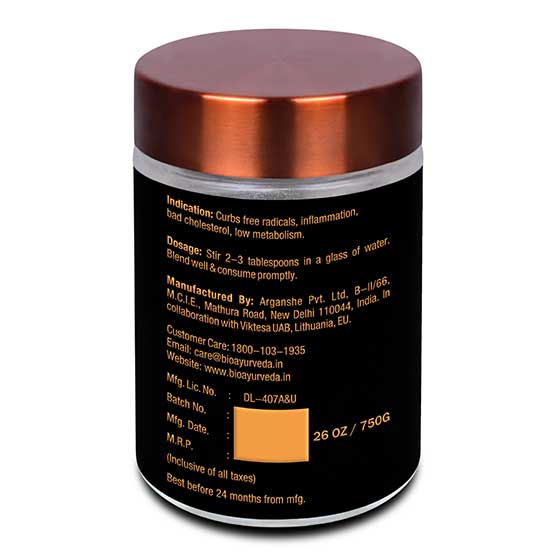 Indication: Curbs free radicals, inflammation,
bad cholesterol, low metabolism.
Dosage: Stir 2–3 tablespoons in a glass of water.
Blend well & consume promptly.
Manufactured By: Arganshe Pvt. Ltd, B–II/66,
M.C.I.E., Mathura Road, New Delhi 110044, India. In
collaboration with Viktesa UAB, Lithuania, EU.
Customer Care: 1800–103–1935
Email: care@bioayurveda.in
Website: www.bioayurveda.in
Mfg. Lic. No. : DL–407A&U
Batch No. :
Mfg. Date. :
M.R.P. :
26 OZ / 750G
(Inclusive of all taxes)
Best before 24 months from mfg.